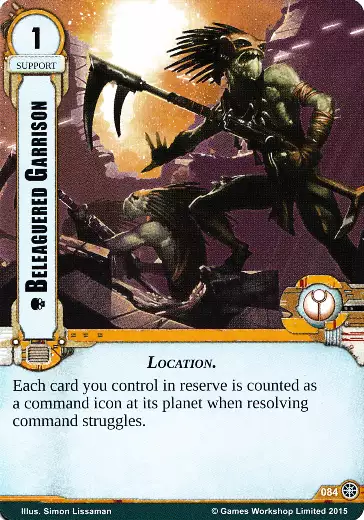 1
SUPPORT
BELEAGUERED GARRISON
LOCATION.
Each card you control in reserve is counted as
a command icon at its planet when resolving
command struggles.
084
Illus. Simon Lissaman
© Games Workshop Limited 2015